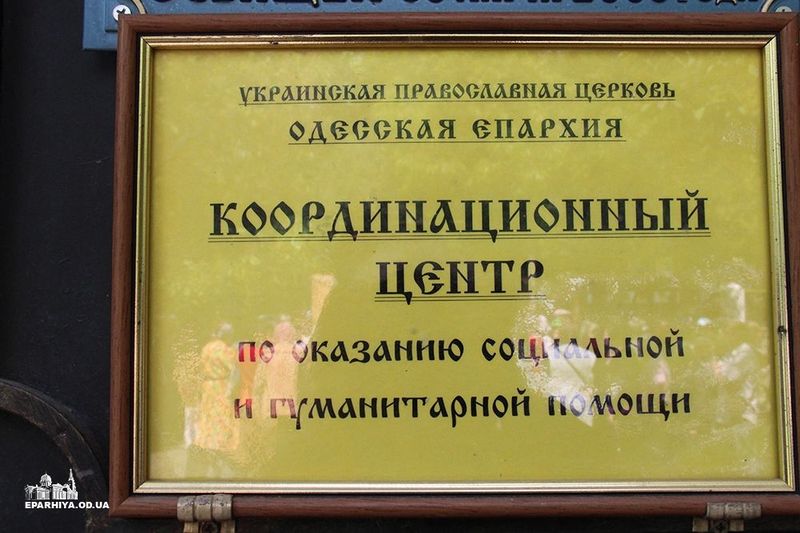 УКРАИНСКАЯ ПРАВОСЛАВНАЯ ЦЕРКОВЬ
ОДЕССКАЯ ЕПАРХИЯ
КООРДИНАЦИОННЫЙ
ЦЕНТР
ПО ОКАЗАНИЮ СОЦИАЛЬНОЙ
И ГУМАНИТАРНОЙ ПОМОЩИ
EPARHIYA.OD.UA